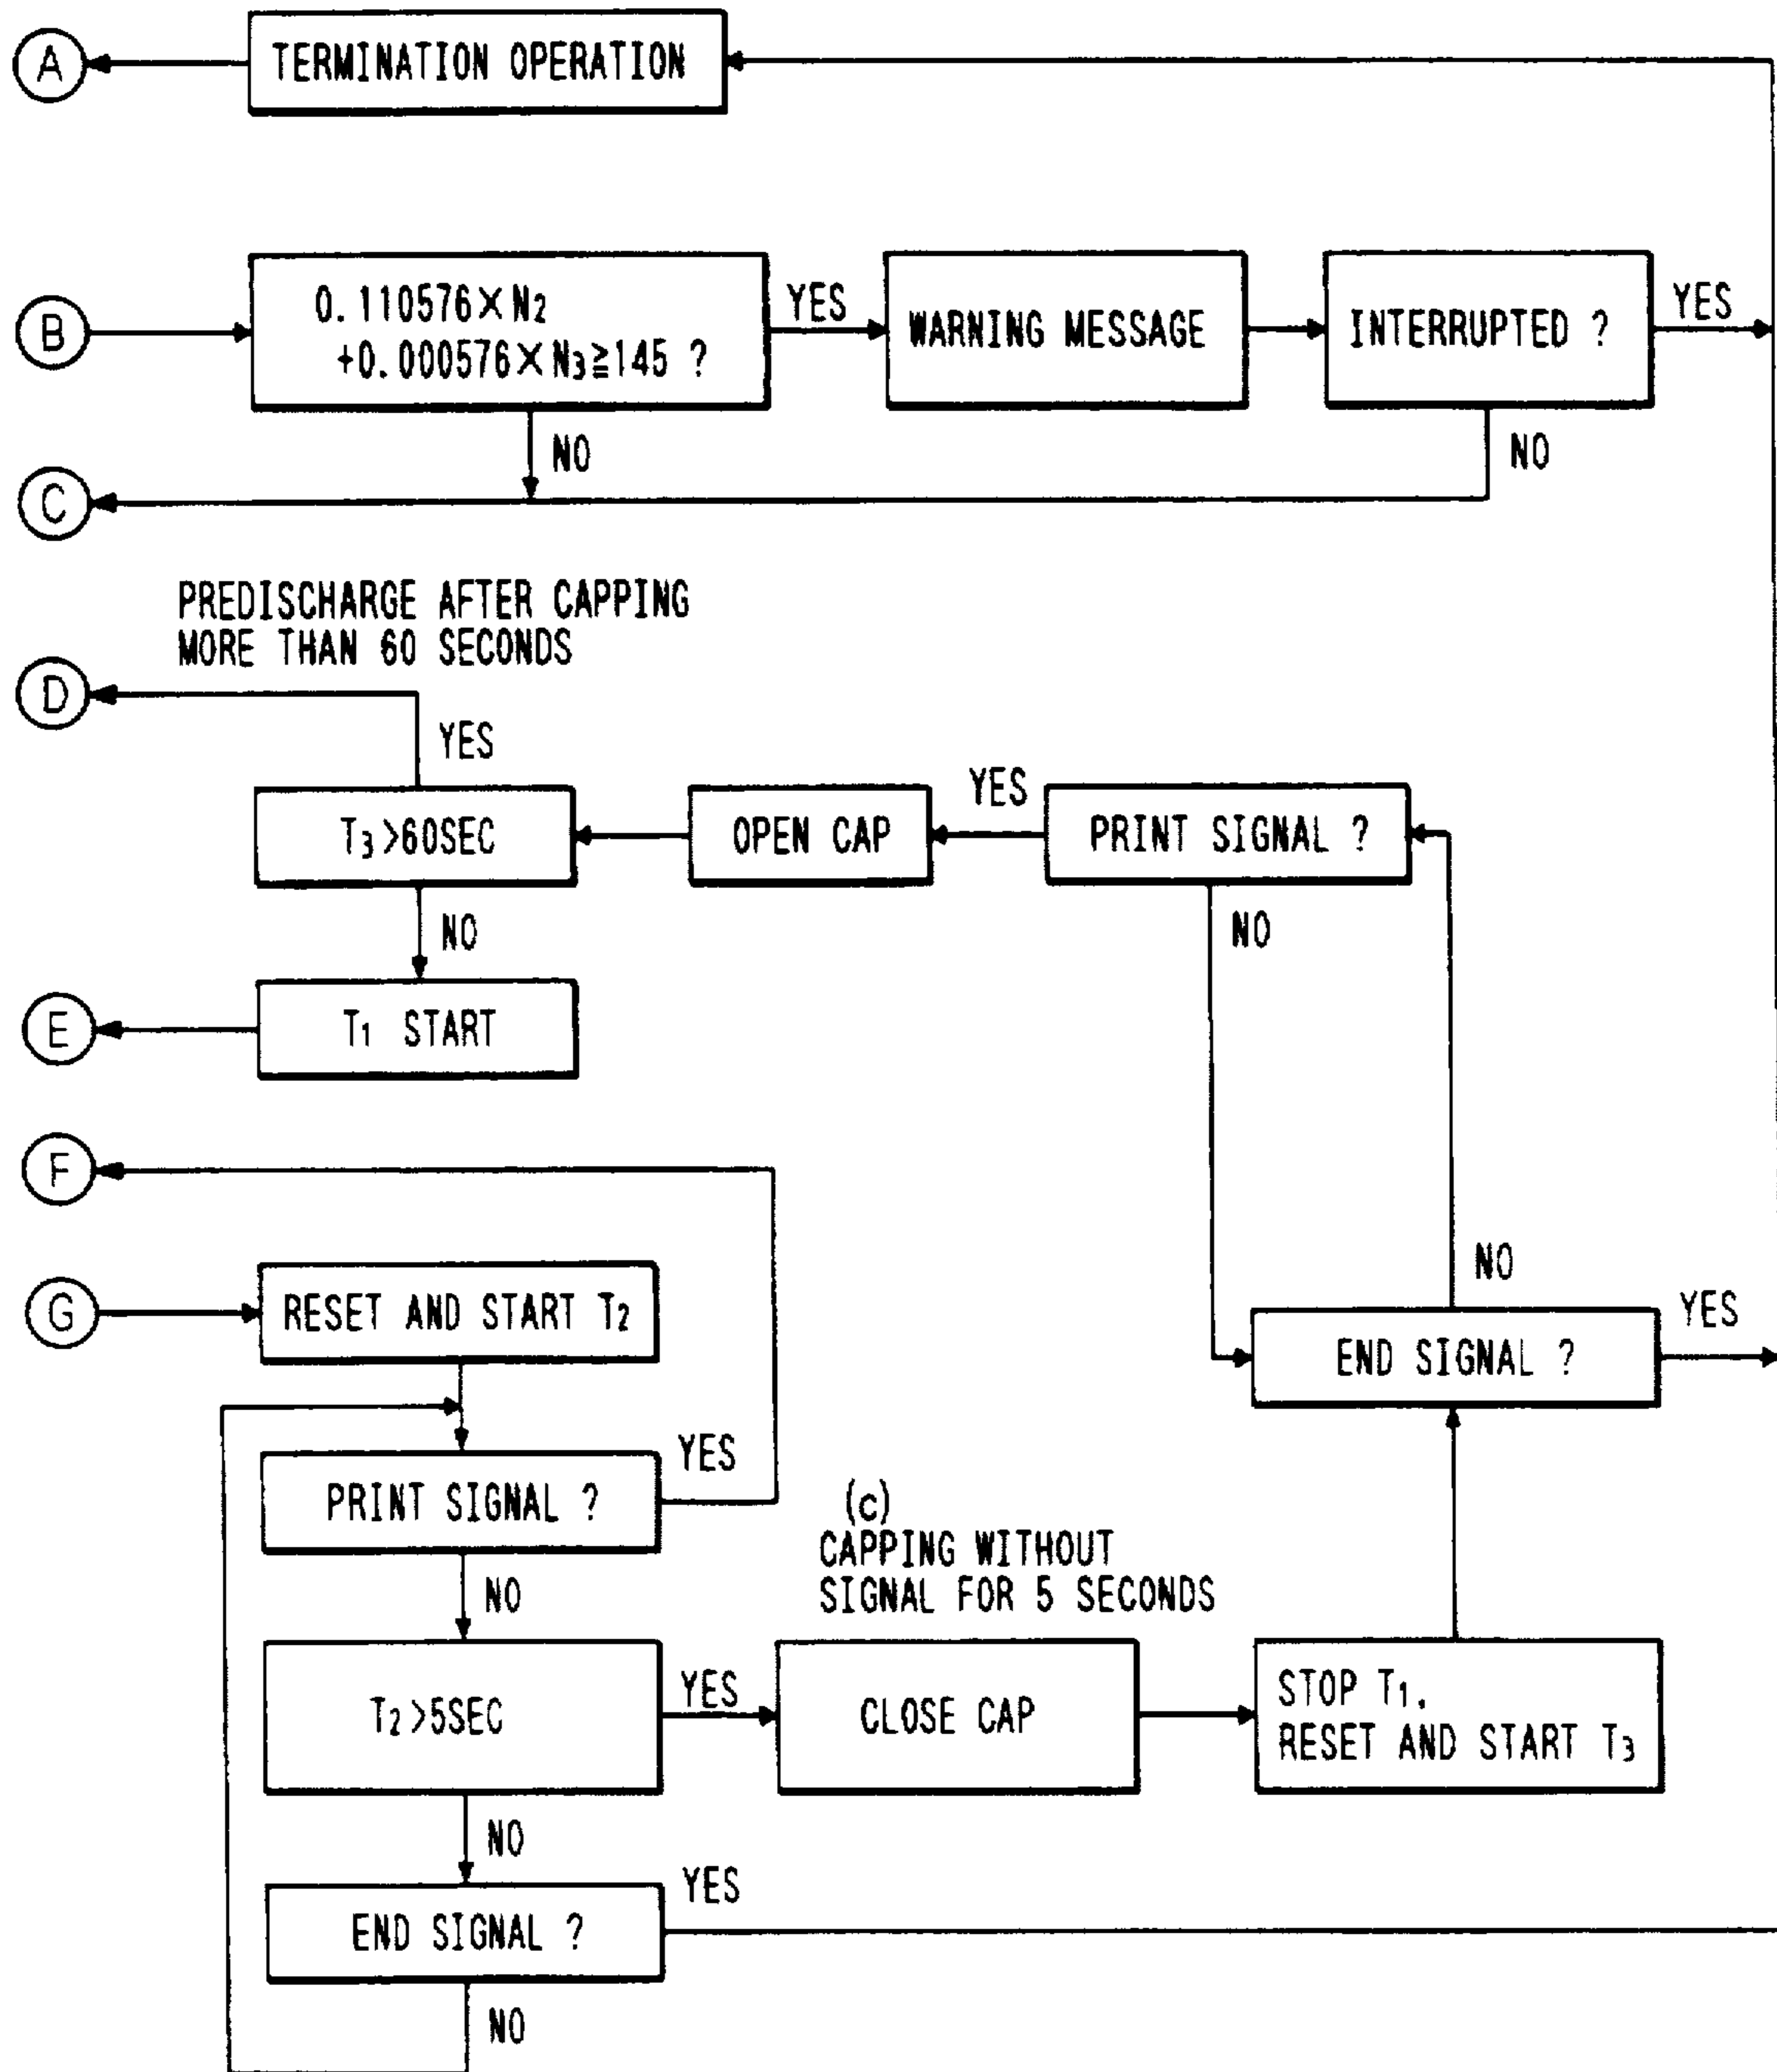 A
TERMINATION OPERATION
B
0.110576×N₂
+0.000576×N₃≧145 ?
YES
WARNING MESSAGE
INTERRUPTED ?
YES
NO
NO
C
PREDISCHARGE AFTER CAPPING
MORE THAN 60 SECONDS
D
YES
T₃>60SEC
OPEN CAP
YES
PRINT SIGNAL ?
NO
NO
E
T₁ START
F
G
RESET AND START T₂
NO
END SIGNAL ?
YES
PRINT SIGNAL ?
YES
NO
(c)
CAPPING WITHOUT
SIGNAL FOR 5 SECONDS
T₂>5SEC
YES
CLOSE CAP
STOP T₁,
RESET AND START T₃
NO
END SIGNAL ?
YES
NO